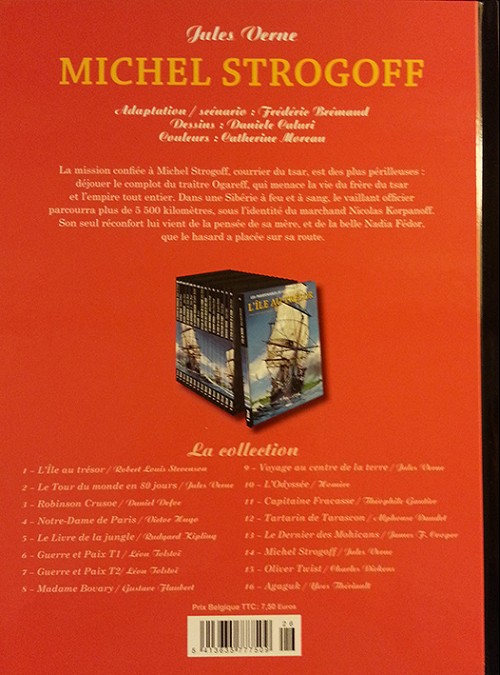 Jules Verne
MICHEL STROGOFF
Adaptation / scénario : Frédéric Brémaud
Dessins : Daniele Caluri
Couleurs : Catherine Moreau
La mission confiée à Michel Strogoff, courrier du tsar, est des plus périlleuses :
déjouer le complot du traître Ogareff, qui menace la vie du frère du tsar
et l'empire tout entier. Dans une Sibérie à feu et à sang, le vaillant officier
parcourra plus de 5 500 kilomètres, sous l'identité du marchand Nicolas Korpanoff.
Son seul réconfort lui vient de la pensée de sa mère, et de la belle Nadia Fédor,
que le hasard a placée sur sa route.
L'ÎLE AU TRÉSOR
La collection
1 - L'Île au trésor / Robert Louis Stevenson
2 - Le Tour du monde en 80 jours / Jules Verne
3 - Robinson Crusoe / Daniel Defoe
4 - Notre-Dame de Paris / Victor Hugo
5 - Le Livre de la jungle / Rudyard Kipling
6 - Guerre et Paix T1 / Léon Tolstoï
7 - Guerre et Paix T2 / Léon Tolstoï
8 - Madame Bovary / Gustave Flaubert
9 - Voyage au centre de la terre / Jules Verne
10 - L'Odyssée / Homère
11 - Capitaine Fracasse / Théophile Gautier
12 - Tartarin de Tarascon / Alphonse Daudet
13 - Le Dernier des Mohicans / James F. Cooper
14 - Michel Strogoff / Jules Verne
15 - Oliver Twist / Charles Dickens
16 - Agaguk / Yves Thériault
Prix Belgique TTC : 7,50 Euros
26
5 413635 777509